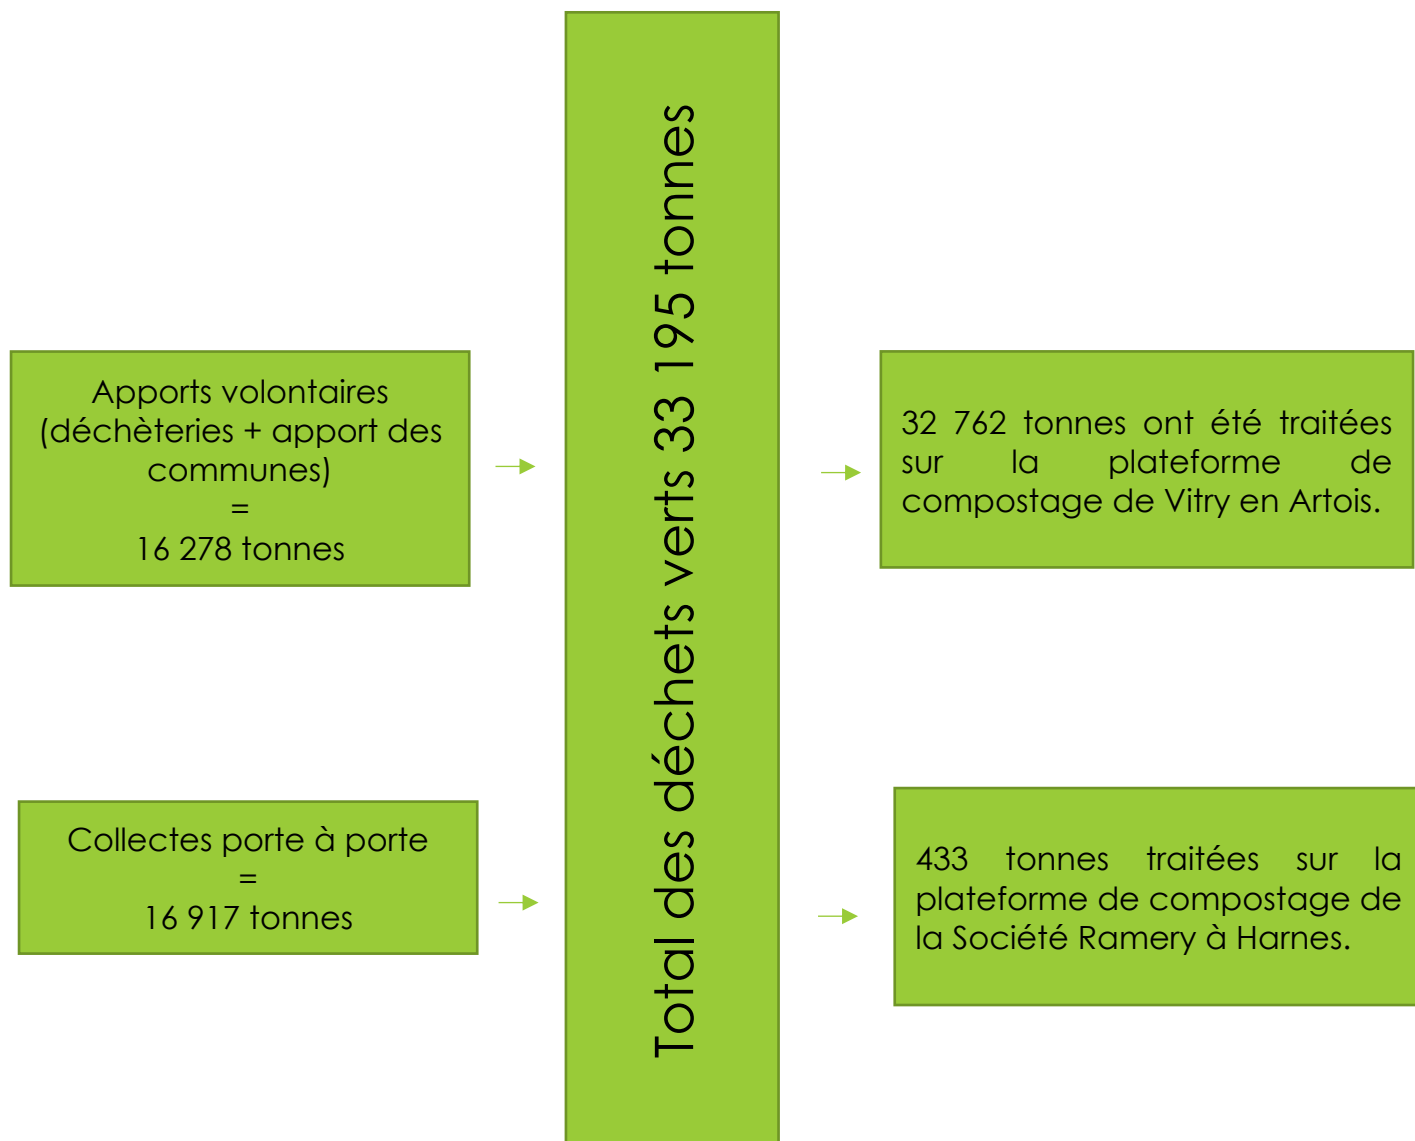 Apports volontaires
(déchèteries + apport des
communes)
=
16 278 tonnes
Collectes porte à porte
=
16 917 tonnes
Total des déchets verts 33 195 tonnes
32 762 tonnes ont été traitées
sur la plateforme de
compostage de Vitry en Artois.
433 tonnes traitées sur la
plateforme de compostage de
la Société Ramery à Harnes.